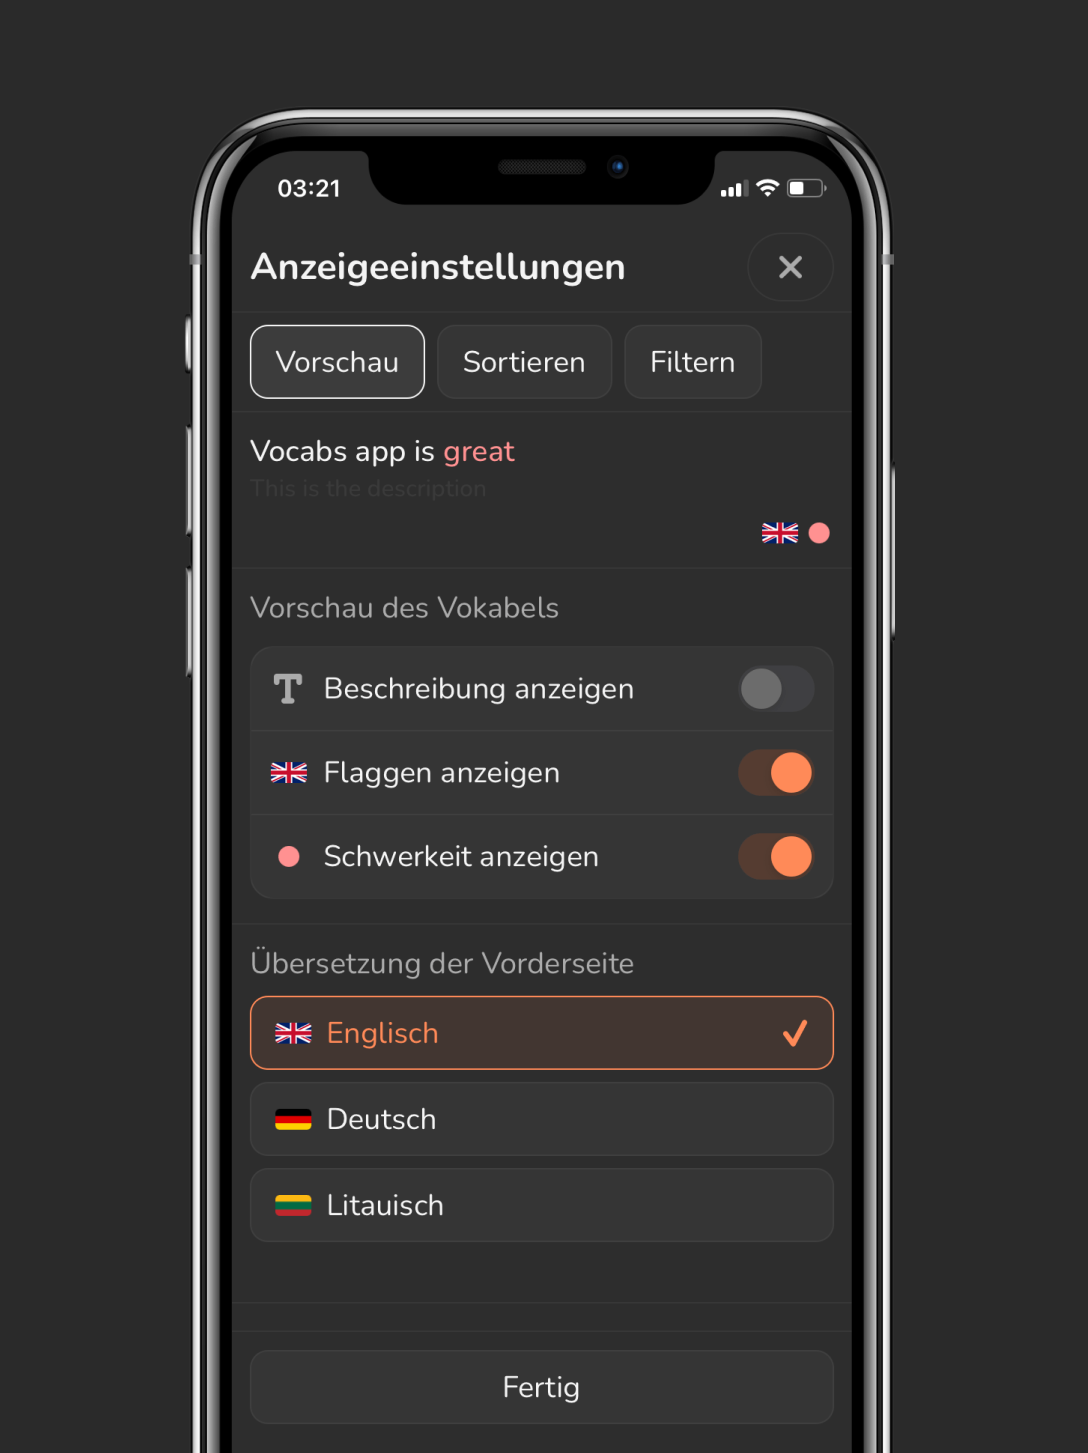 03:21
Anzeigeeinstellungen
Vorschau
Sortieren
Filtern
Vocabs app is great
This is the description
Vorschau des Vokabels
Beschreibung anzeigen
Flaggen anzeigen
Schwerkeit anzeigen
Übersetzung der Vorderseite
Englisch
Deutsch
Litauisch
Fertig